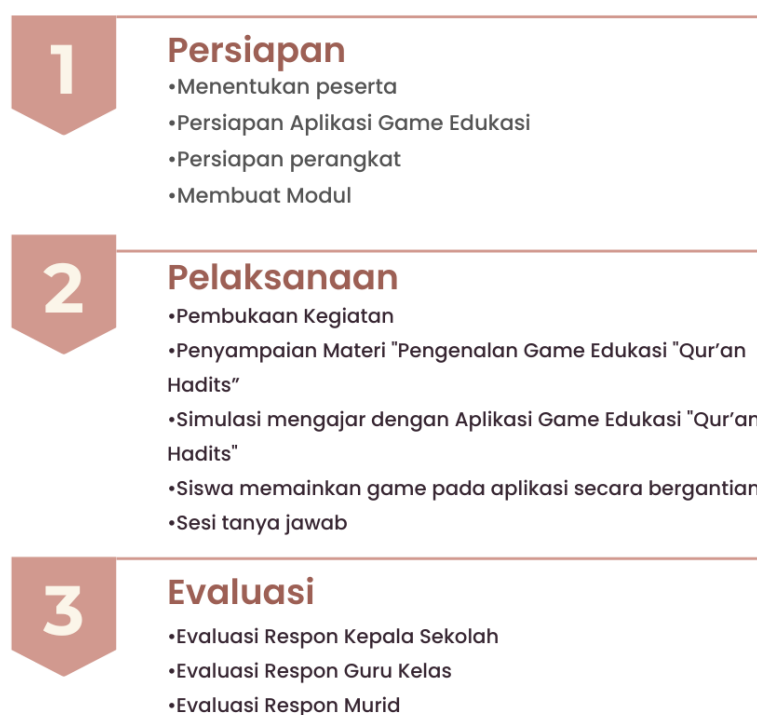 1
Persiapan
•Menentukan peserta
•Persiapan Aplikasi Game Edukasi
•Persiapan perangkat
•Membuat Modul
2
Pelaksanaan
•Pembukaan Kegiatan
•Penyampaian Materi "Pengenalan Game Edukasi "Qur’an
Hadits”
•Simulasi mengajar dengan Aplikasi Game Edukasi "Qur’an
Hadits"
•Siswa memainkan game pada aplikasi secara bergantian
•Sesi tanya jawab
3
Evaluasi
•Evaluasi Respon Kepala Sekolah
•Evaluasi Respon Guru Kelas
•Evaluasi Respon Murid